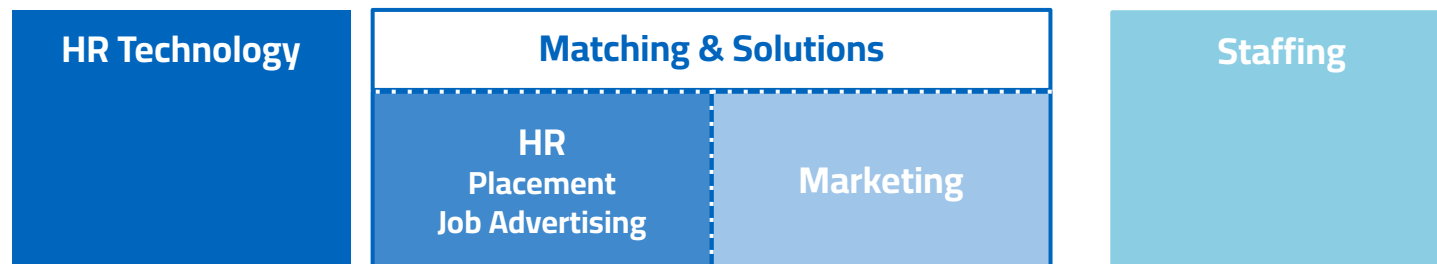 HR Technology
Matching & Solutions
HR
Placement
Job Advertising
Marketing
Staffing